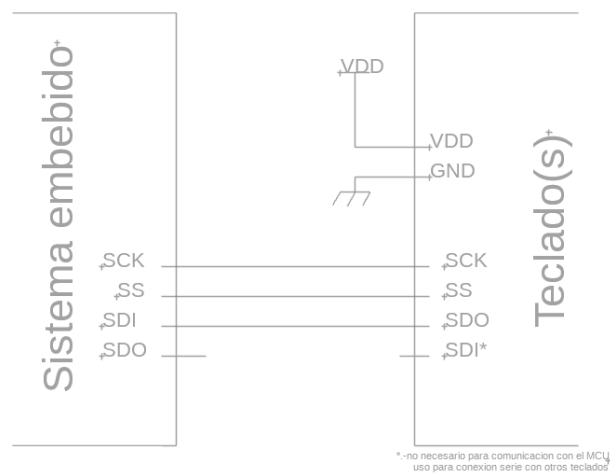 Sistema embebido
VDD
VDD
GND
SCK
SS
SDI
SDO
SCK
SS
SDO
SDI*
Teclado(s)
*.-no necesario para comunicacion con el MCU
uso para conexion serie con otros teclados